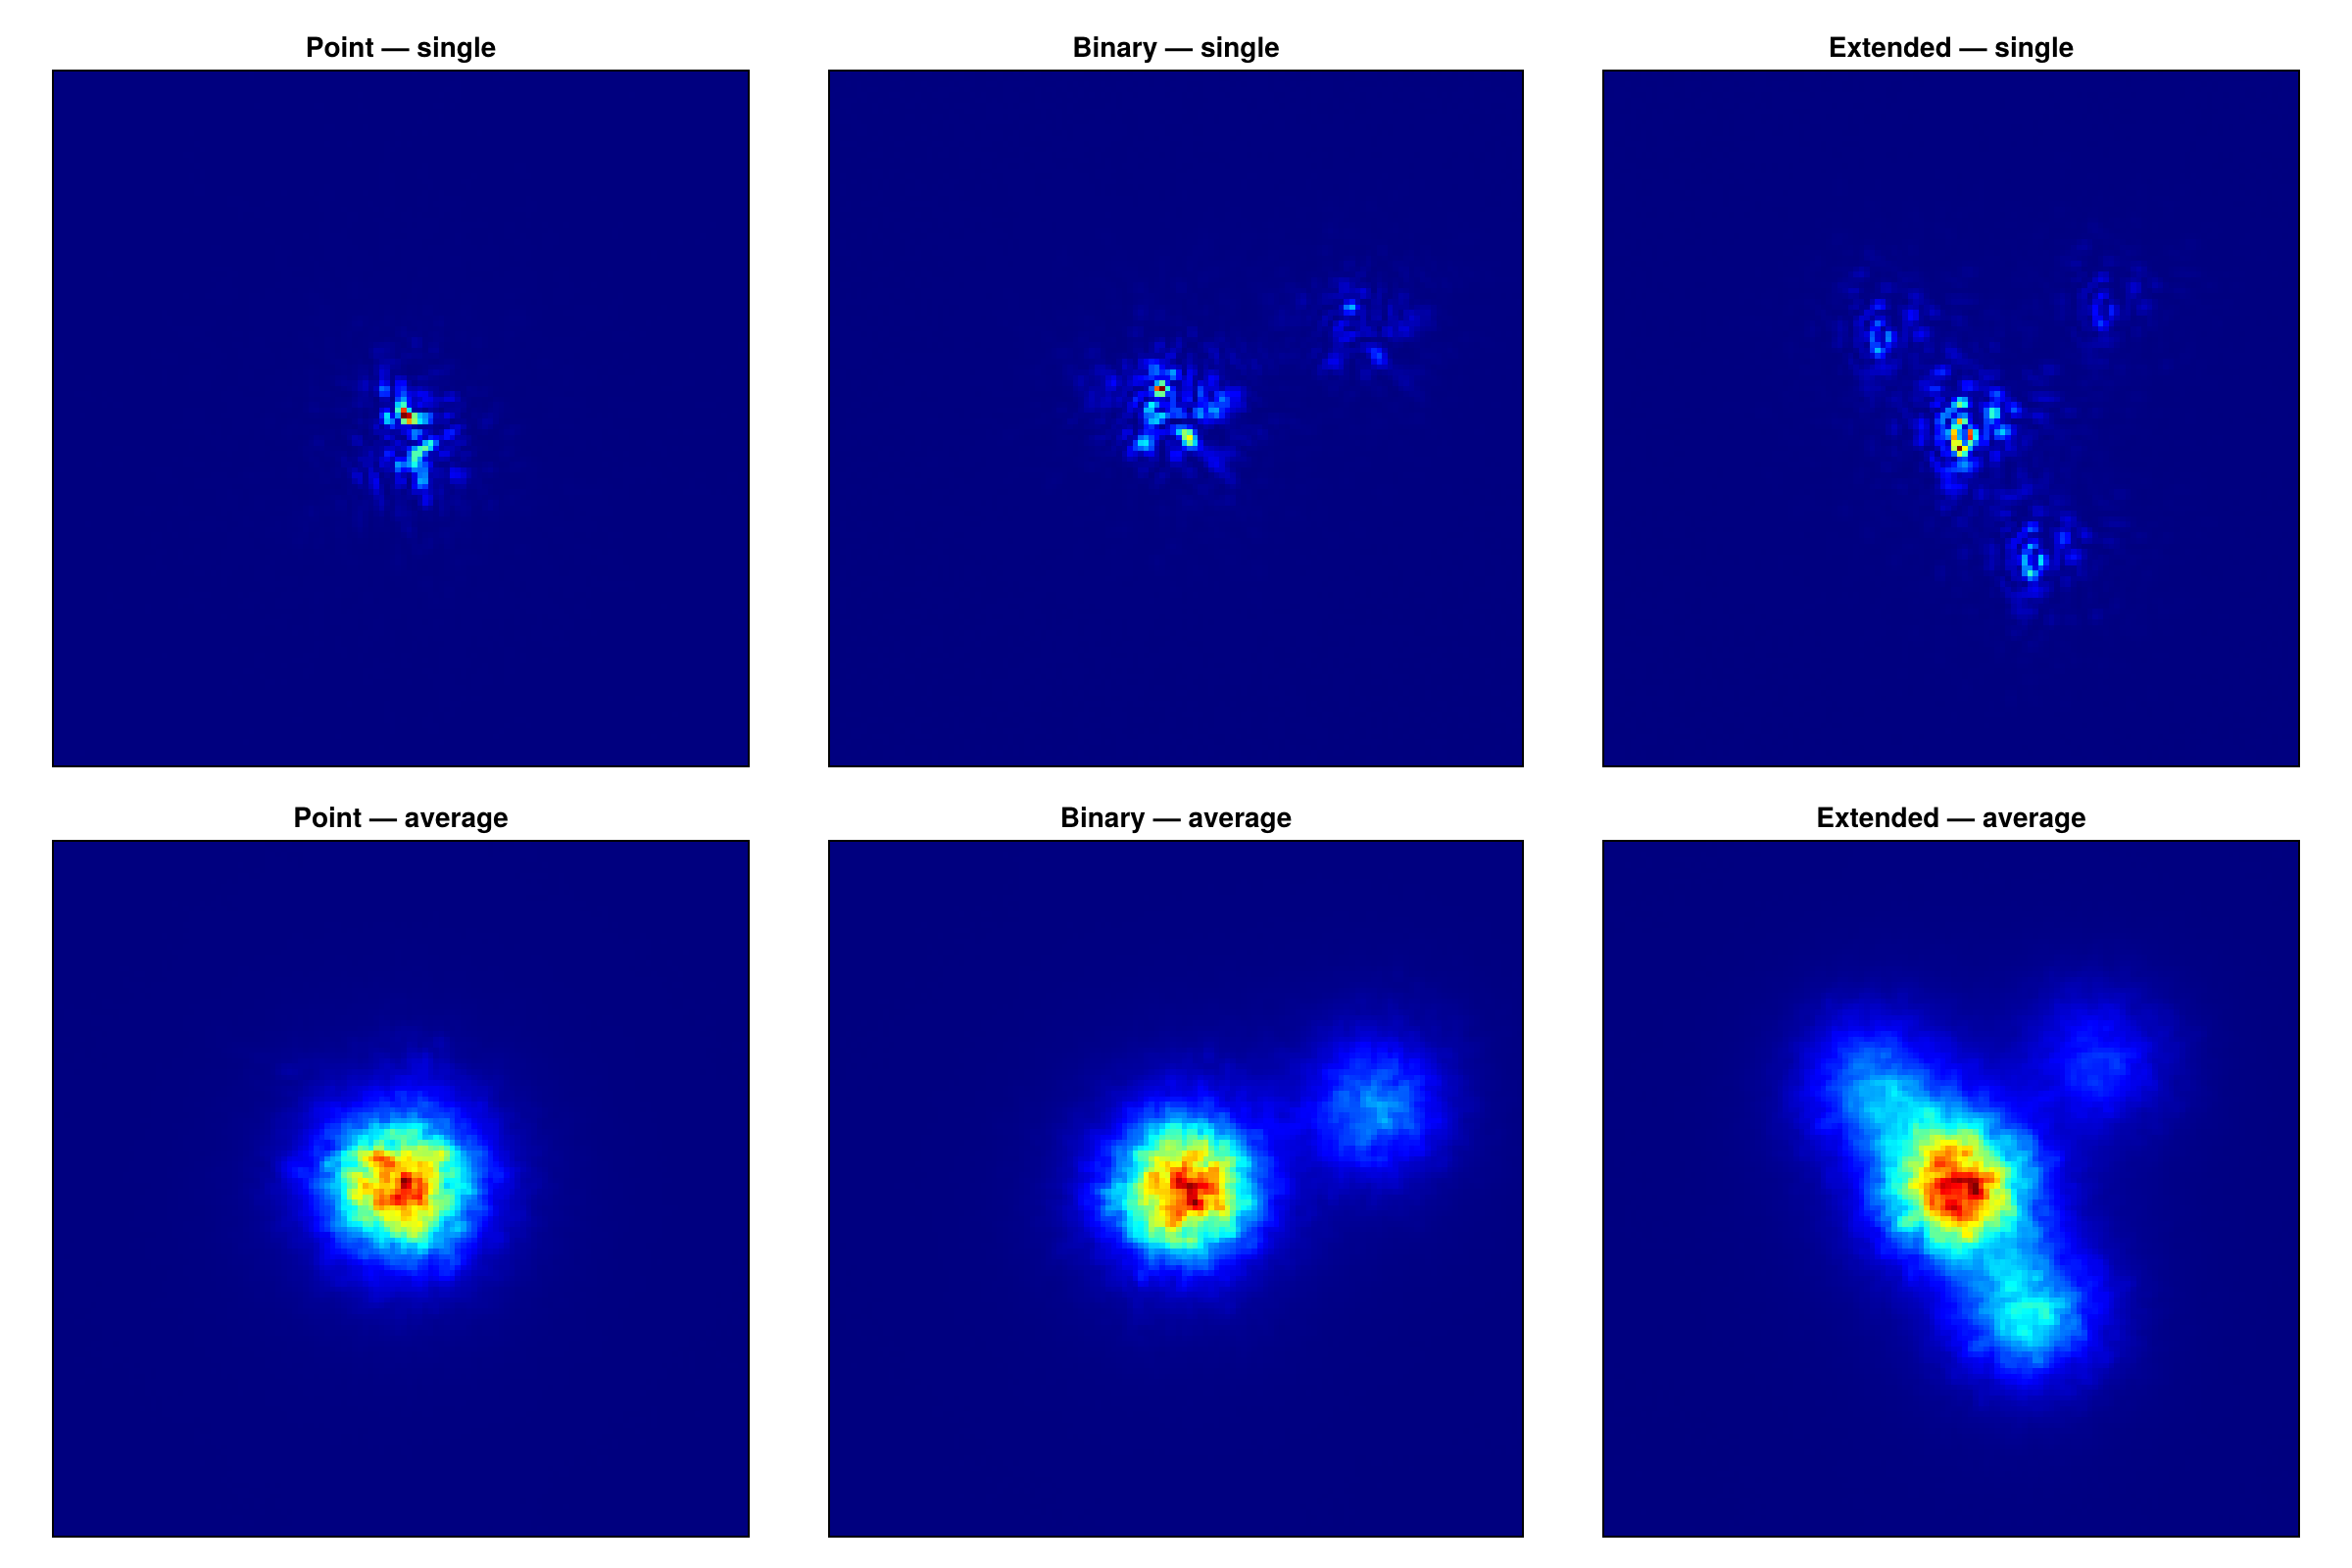 Point — single
Binary — single
Extended — single
Point — average
Binary — average
Extended — average